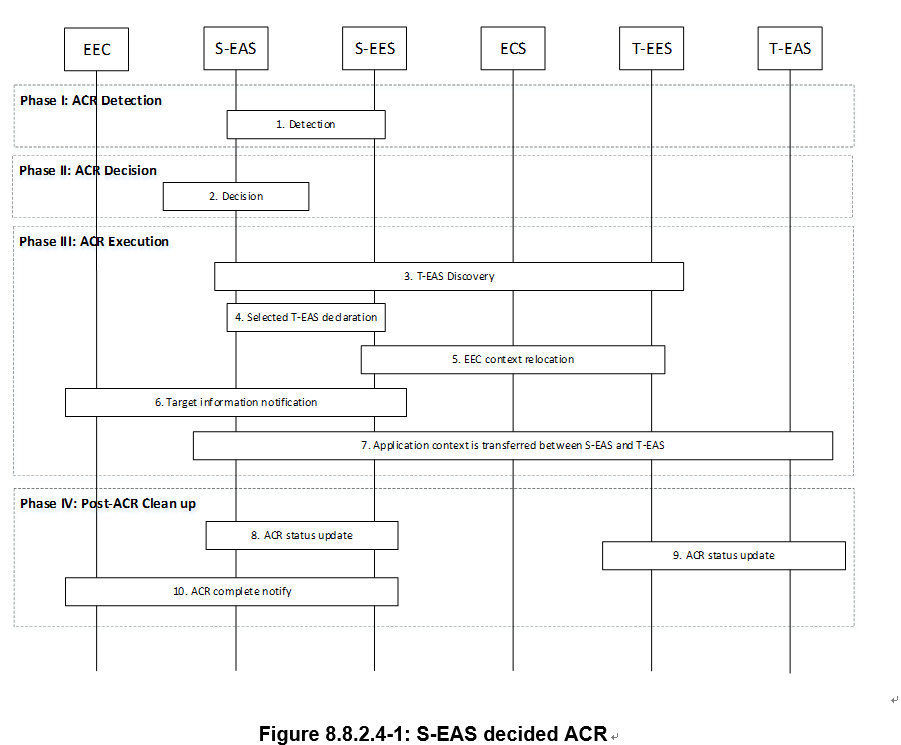 EEC
S-EAS
S-EES
ECS
T-EES
T-EAS
Phase I: ACR Detection
1. Detection
Phase II: ACR Decision
2. Decision
Phase III: ACR Execution
3. T-EAS Discovery
4. Selected T-EAS declaration
5. EEC context relocation
6. Target information notification
7. Application context is transferred between S-EAS and T-EAS
Phase IV: Post-ACR Clean up
8. ACR status update
9. ACR status update
10. ACR complete notify
Figure 8.8.2.4-1: S-EAS decided ACR